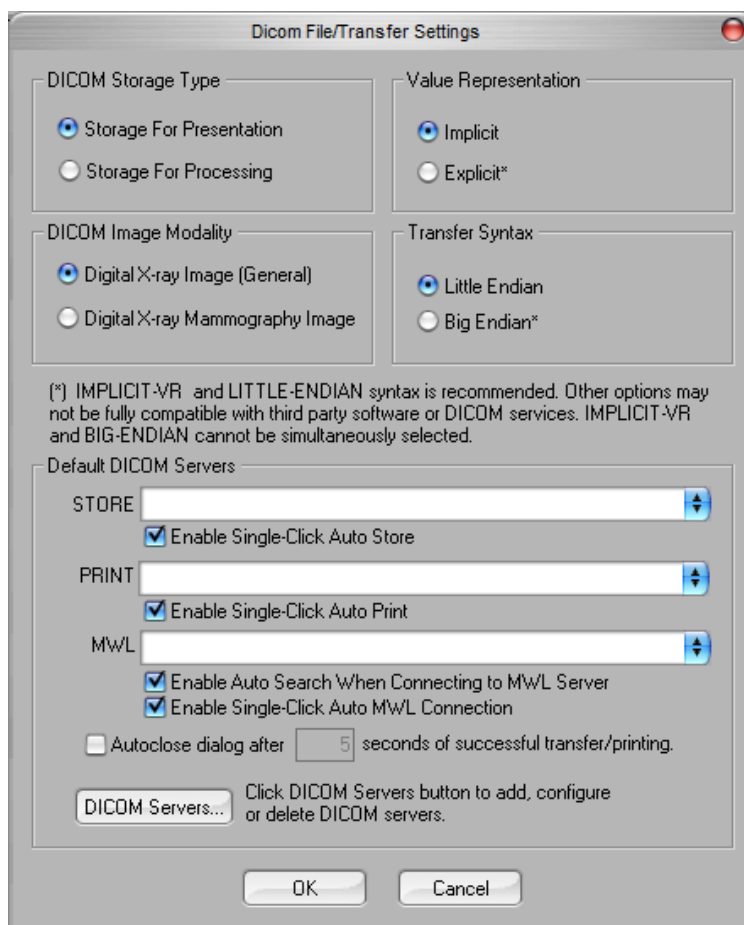 Dicom File/Transfer Settings
DICOM Storage Type
Storage For Presentation
Storage For Processing
Value Representation
Implicit
Explicit*
DICOM Image Modality
Digital X-ray Image (General)
Digital X-ray Mammography Image
Transfer Syntax
Little Endian
Big Endian*
(*) IMPLICIT-VR and LITTLE-ENDIAN syntax is recommended. Other options may
not be fully compatible with third party software or DICOM services. IMPLICIT-VR
and BIG-ENDIAN cannot be simultaneously selected.
Default DICOM Servers
STORE
Enable Single-Click Auto Store
PRINT
Enable Single-Click Auto Print
MWL
Enable Auto Search When Connecting to MWL Server
Enable Single-Click Auto MWL Connection
Autoclose dialog after 5 seconds of successful transfer/printing.
DICOM Servers... Click DICOM Servers button to add, configure
or delete DICOM servers.
OK Cancel